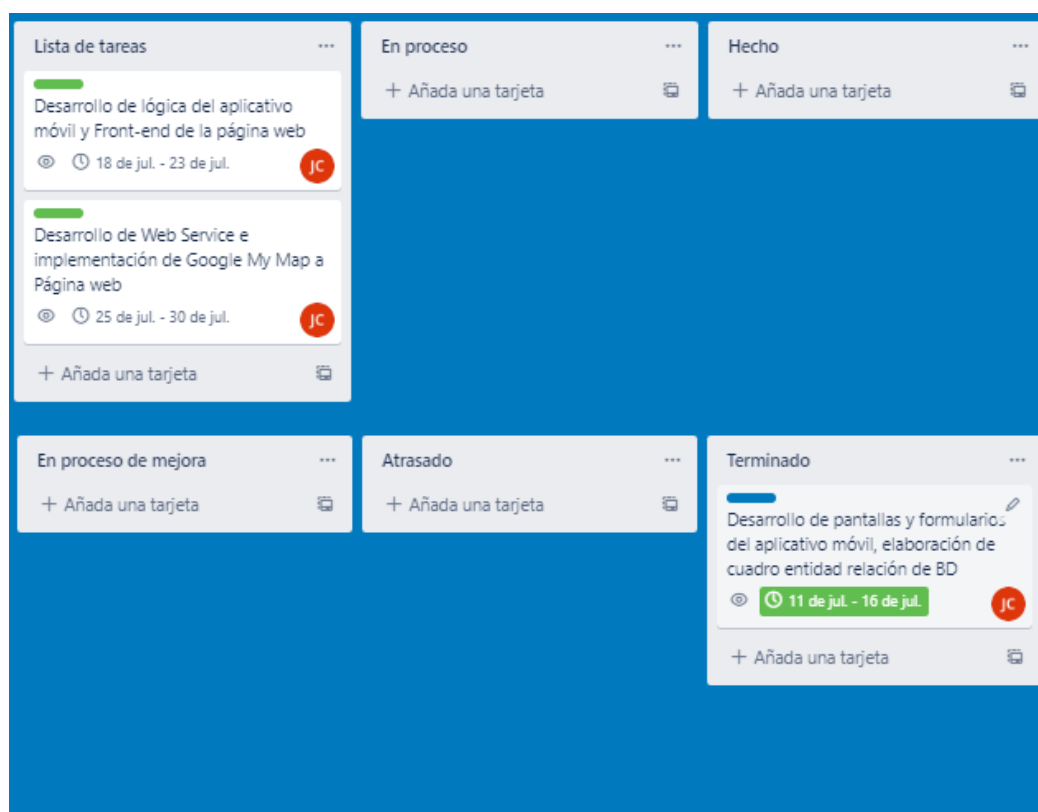 Lista de tareas
Desarrollo de lógica del aplicativo
móvil y Front-end de la página web
18 de jul. - 23 de jul.
JC
Desarrollo de Web Service e
implementación de Google My Map a
Página web
25 de jul. - 30 de jul.
JC
+ Añada una tarjeta
En proceso
+ Añada una tarjeta
Hecho
+ Añada una tarjeta
En proceso de mejora
+ Añada una tarjeta
Atrasado
+ Añada una tarjeta
Terminado
Desarrollo de pantallas y formularios
del aplicativo móvil, elaboración de
cuadro entidad relación de BD
11 de jul. - 16 de jul.
JC
+ Añada una tarjeta